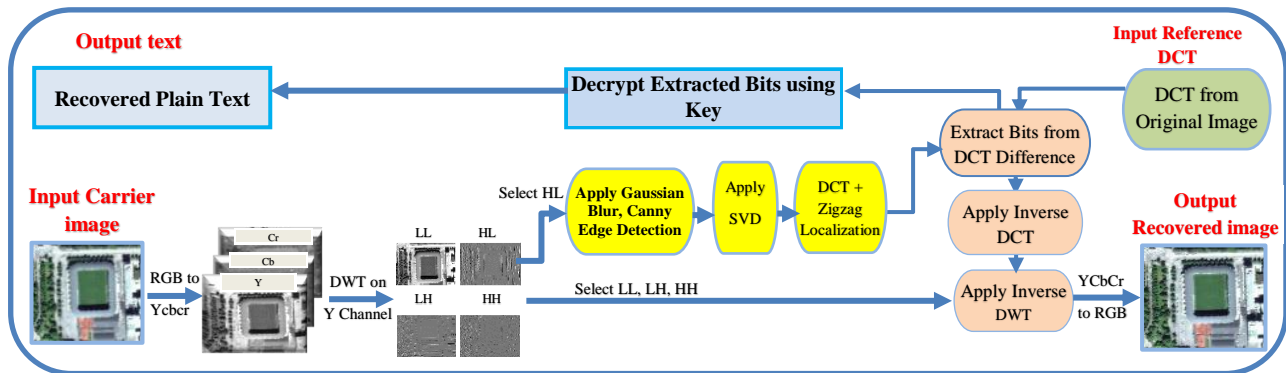 Output text
Recovered Plain Text
Decrypt Extracted Bits using
Key
Input Reference
DCT
DCT from
Original Image
Extract Bits from
DCT Difference
Input Carrier
image
RGB to
Ycbcr
Cr
Cb
Y
DWT on
Y Channel
LL
HL
LH
HH
Select HL
Apply Gaussian
Blur, Canny
Edge Detection
Apply
SVD
DCT +
Zigzag
Localization
Select LL, LH, HH
Apply Inverse
DCT
Apply Inverse
DWT
YCbCr
to RGB
Output
Recovered image